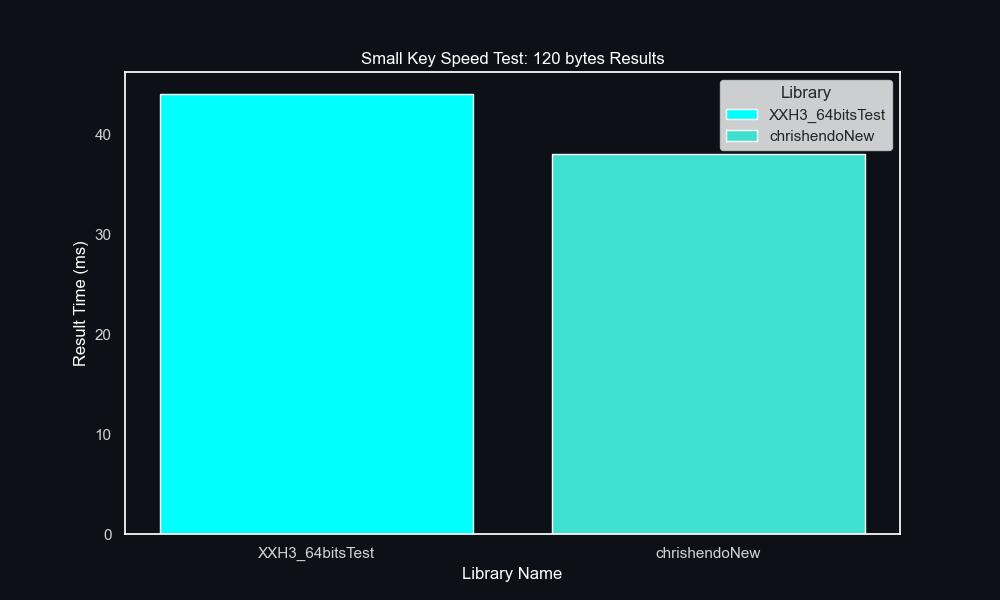 Small Key Speed Test: 120 bytes Results
Library
XXH3_64bitsTest
chrishendoNew
Result Time (ms)
40
30
20
10
0
XXH3_64bitsTest
chrishendoNew
Library Name